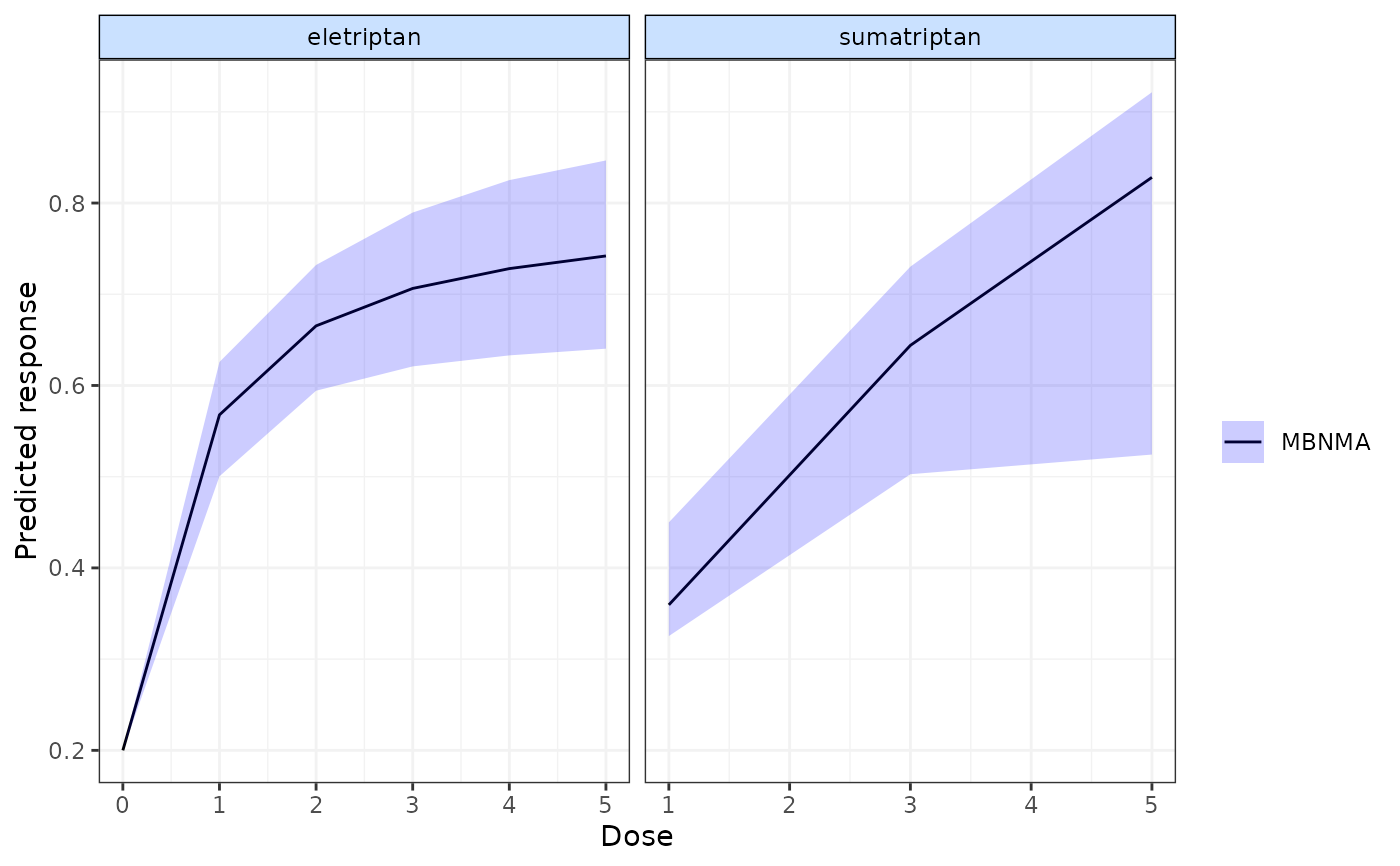 eletriptan
sumatriptan
Predicted response
0.8
0.6
0.4
0.2
0 1 2 3 4 5
1 2 3 4 5
Dose
MBNMA